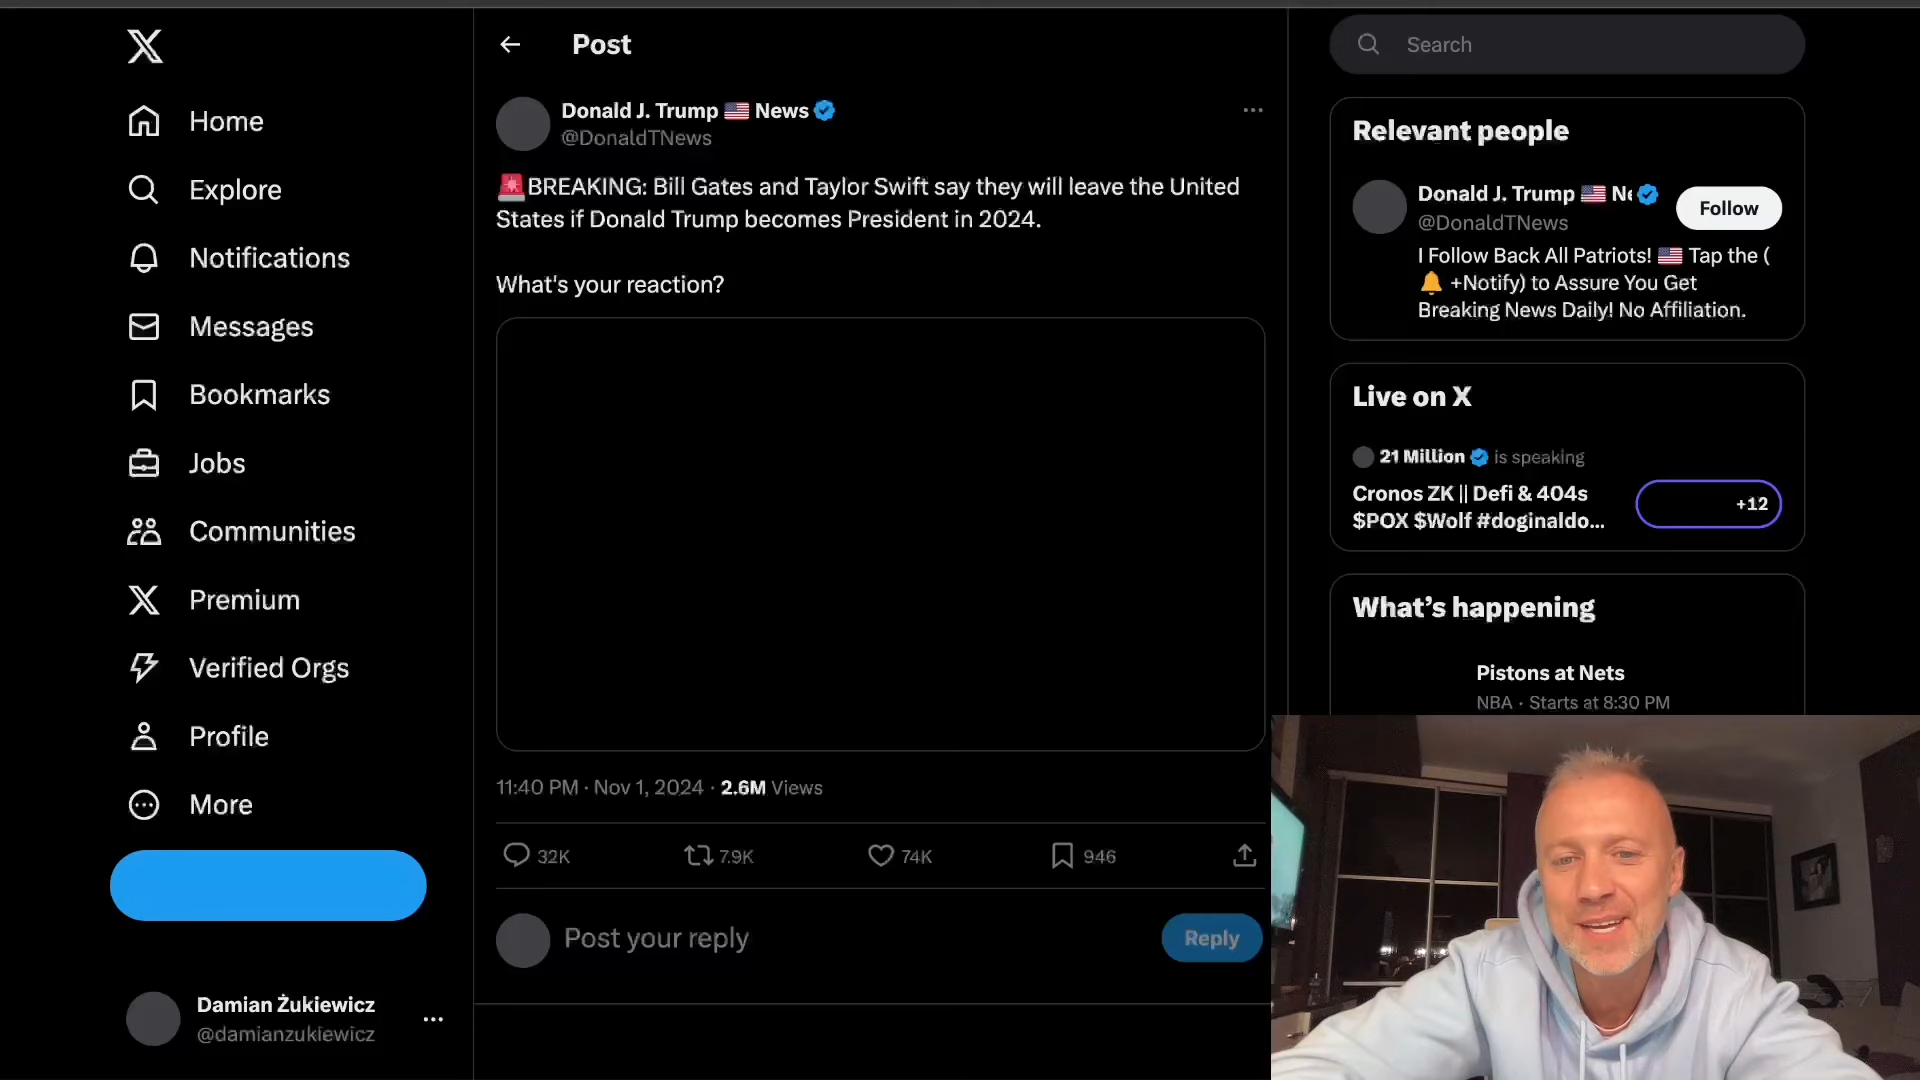 Home
Explore
Notifications
Messages
Bookmarks
Jobs
Communities
Premium
Verified Orgs
Profile
More
Damian Żukiewicz
@damianzukiewicz
Post
Donald J. Trump 🇺🇸 News
@DonaldTNews
🚨BREAKING: Bill Gates and Taylor Swift say they will leave the United
States if Donald Trump becomes President in 2024.
What's your reaction?
11:40 PM · Nov 1, 2024 · 2.6M Views
32K 7.9K 74K 946
Post your reply
Reply
Search
Relevant people
Donald J. Trump 🇺🇸 Ne
@DonaldTNews
Follow
I Follow Back All Patriots! 🇺🇸 Tap the (
🔔 +Notify) to Assure You Get
Breaking News Daily! No Affiliation.
Live on X
21 Million is speaking
Cronos ZK || Defi & 404s
$POX $Wolf #doginaldo...
+12
What's happening
Pistons at Nets
NBA · Starts at 8:30 PM